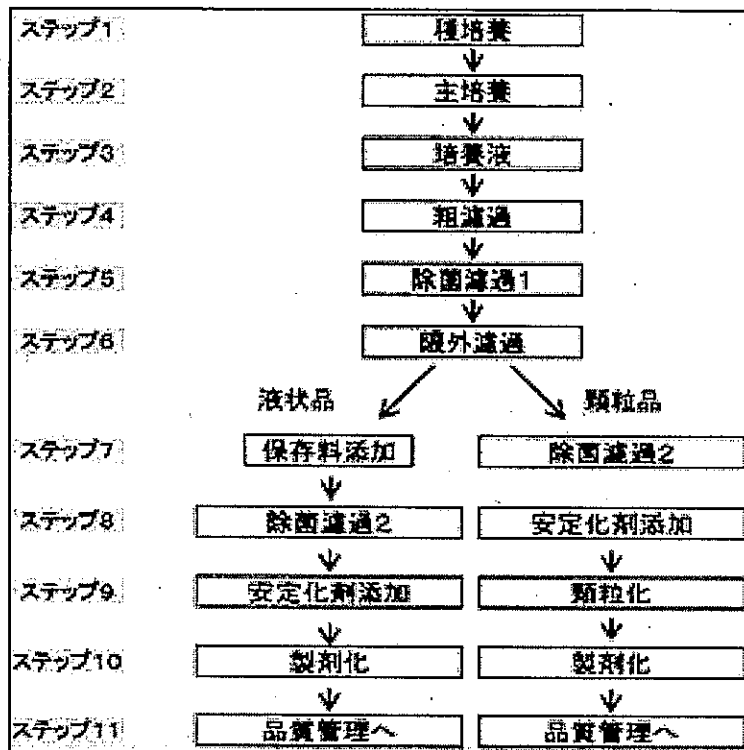 ステップ1 種培養
ステップ2 主培養
ステップ3 培養液
ステップ4 粗濾過
ステップ5 除菌濾過1
ステップ6 限外濾過
液状品 顆粒品
ステップ7 保存料添加 除菌濾過2
ステップ8 除菌濾過2 安定化剤添加
ステップ9 安定化剤添加 顆粒化
ステップ10 製剤化 製剤化
ステップ11 品質管理へ 品質管理へ